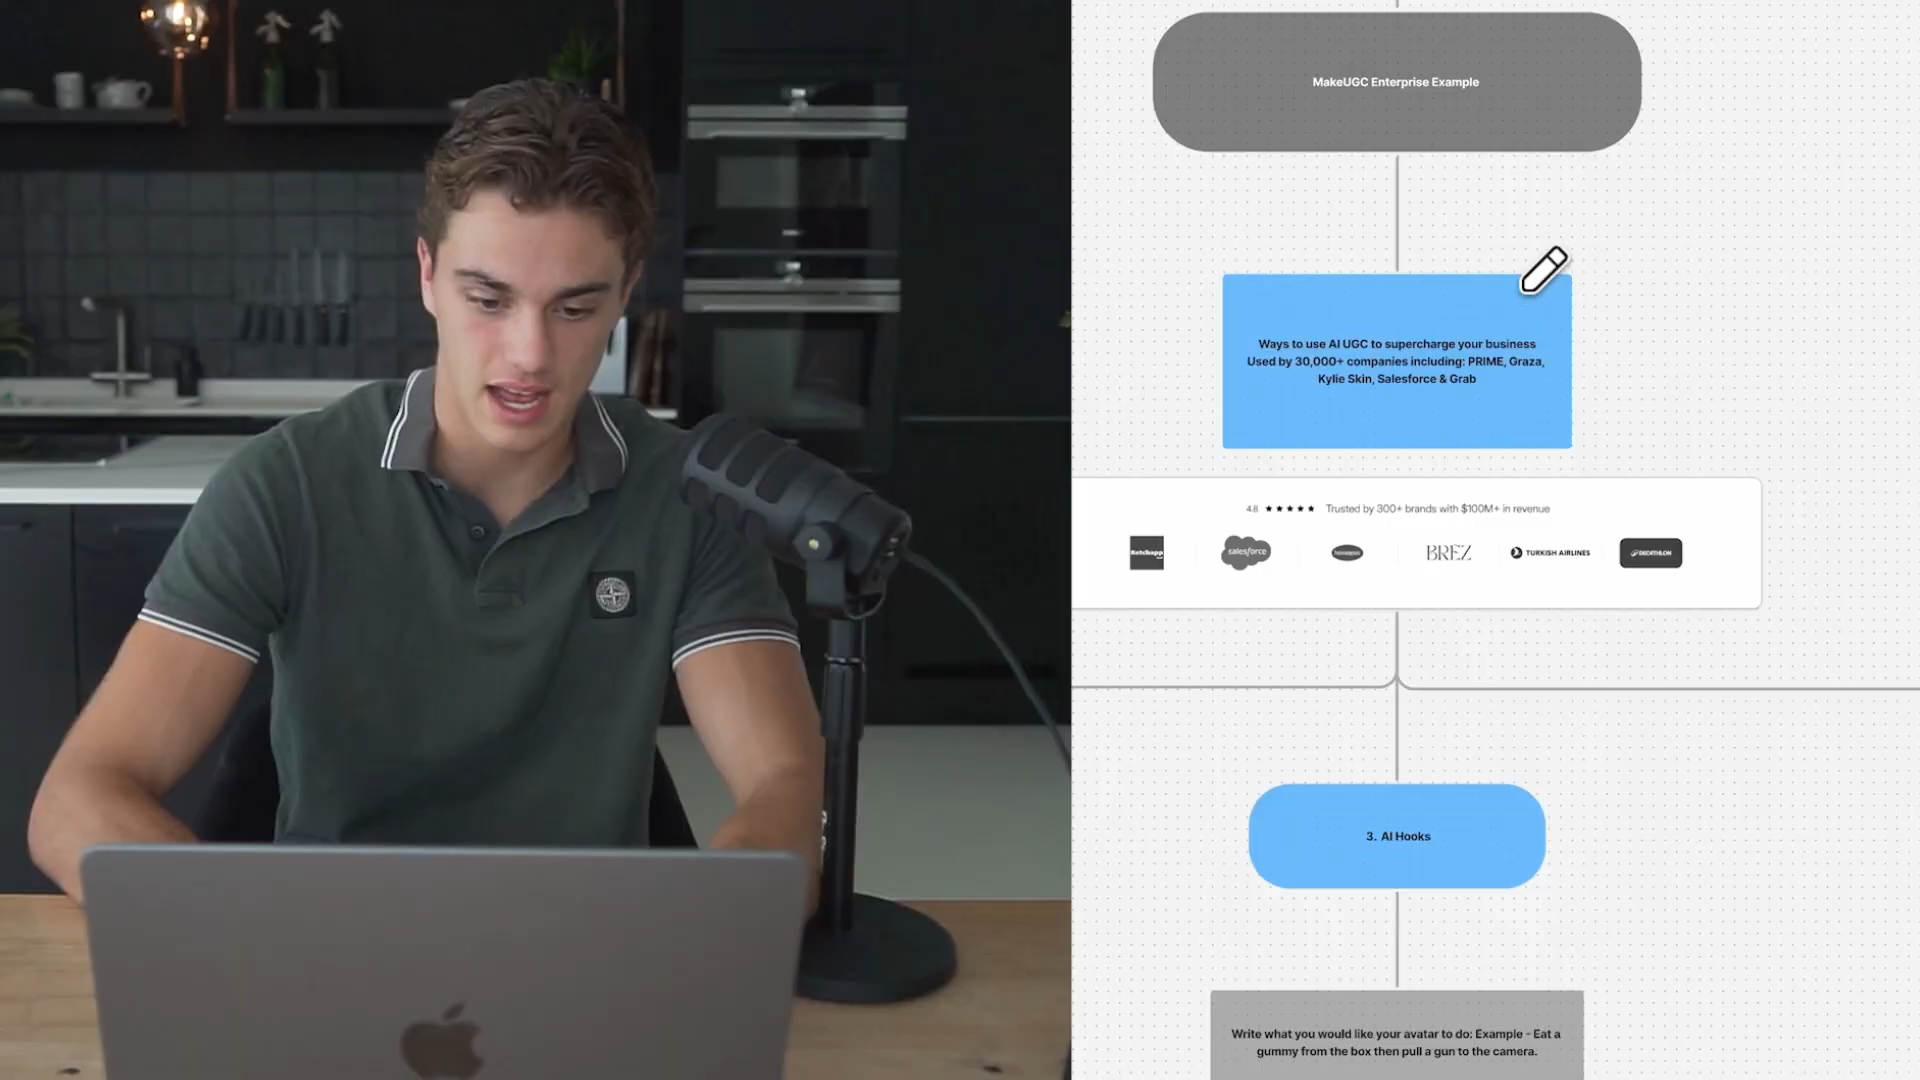 MakeUGC Enterprise Example
Ways to use AI UGC to supercharge your business
Used by 30,000+ companies including: PRIME, Graza,
Kylie Skin, Salesforce & Grab
4.8 ★★★★★ Trusted by 300+ brands with $100M+ in revenue
Ketchapp salesforce BRĒZ TURKISH AIRLINES DECATHLON
3. AI Hooks
Write what you would like your avatar to do: Example - Eat a
gummy from the box then pull a gun to the camera.